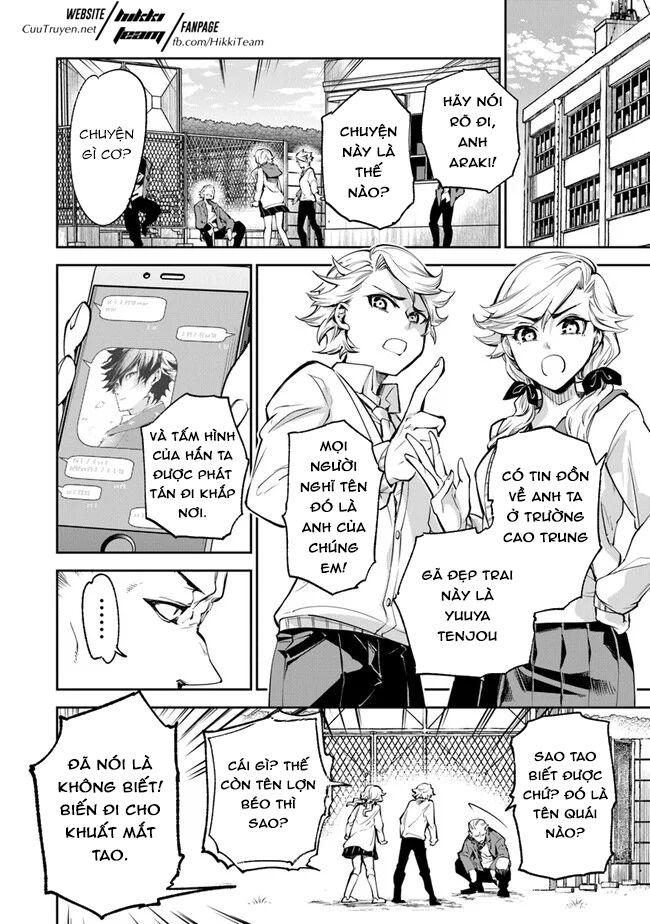 WEBSITE
CuuTruyen.net
HIKKI
TEAM
FANPAGE
fb.com/HikkiTeam
HÃY NÓI
RÕ ĐI,
ANH
ARAKI!
CHUYỆN
NÀY LÀ
THẾ
NÀO?
CHUYỆN
GÌ CƠ?
CÓ TIN ĐỒN
VỀ ANH TA
Ở TRƯỜNG
CAO TRUNG
GÃ ĐẸP TRAI
NÀY LÀ
YUUYA
TENJOU
MỌI
NGƯỜI
NGHĨ TÊN
ĐÓ LÀ
ANH CỦA
CHÚNG
EM!
VÀ TẤM HÌNH
CỦA HẮN TA
ĐƯỢC PHÁT
TÁN ĐI KHẮP
NƠI.
......
SAO TAO
BIẾT ĐƯỢC
CHỨ? ĐÓ LÀ
TÊN QUÁI
NÀO?
CÁI GÌ? THẾ
CÒN TÊN LỢN
BÉO THÌ
SAO?
ĐÃ NÓI LÀ
KHÔNG BIẾT!
BIẾN ĐI CHO
KHUẤT MẮT
TAO.